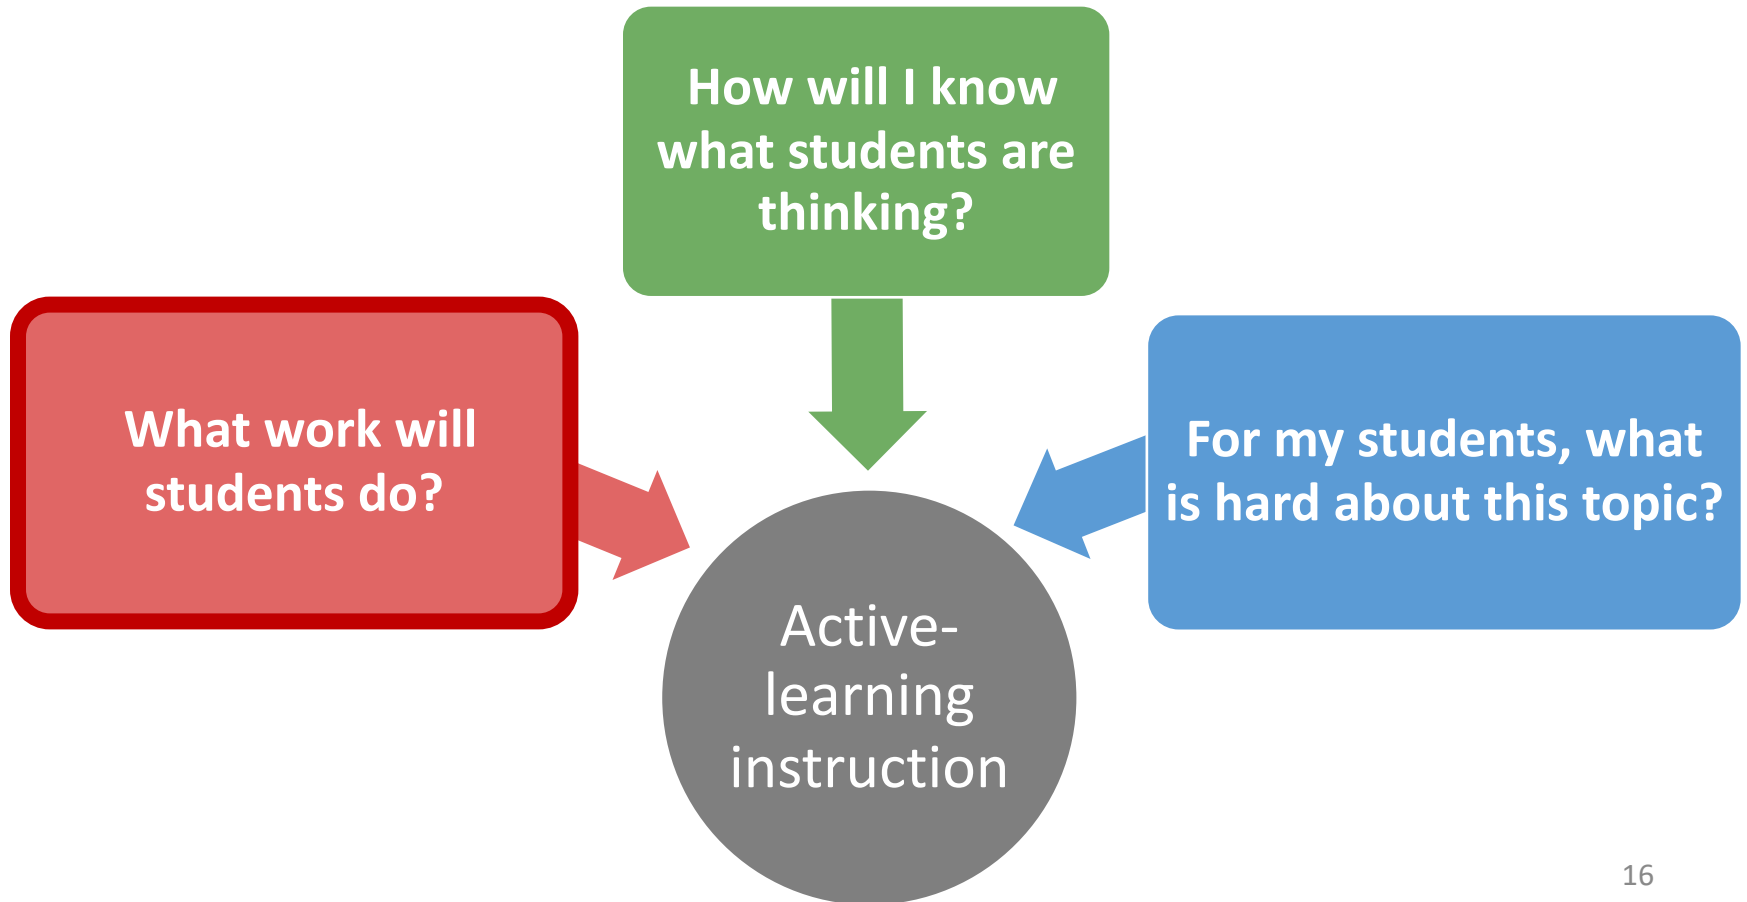 How will I know
what students are
thinking?
What work will
students do?
For my students, what
is hard about this topic?
Active-
learning
instruction
16